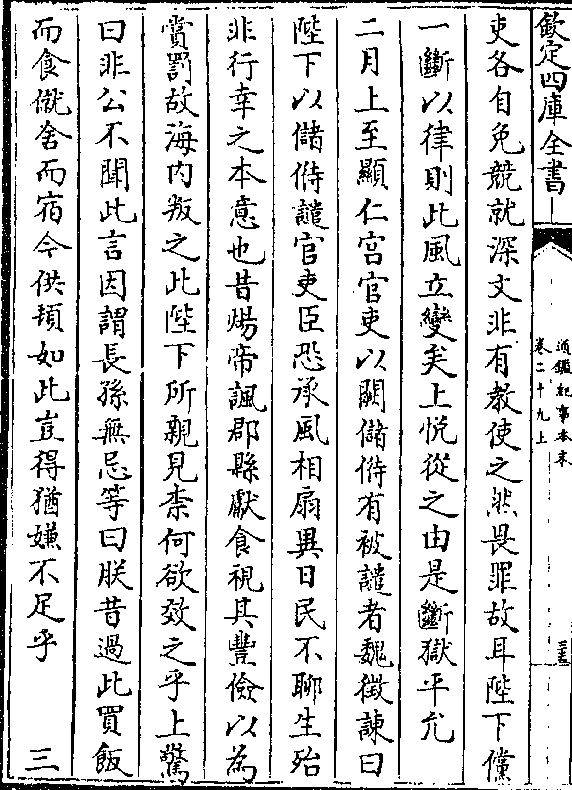 欽定四庫全書
通鑑紀事本末
卷二十九上
吏各自免競就深文非有教使之然畏罪故耳陛下儻
一斷以律則此風立變矣上悅從之由是斷獄平允
二月上至顯仁宮官吏以闕儲偫有被譴者魏徵諫曰
陛下以儲偫譴官吏臣恐承風相扇異日民不聊生殆
非行幸之本意也昔煬帝諷郡縣獻食視其豐儉以為
賞罰故海内叛之此陛下所親見柰何欲效之乎上驚
曰非公不聞此言因謂長孫無忌等曰朕昔過此買飯
而食僦舍而宿今供頓如此豈得猶嫌不足乎　三